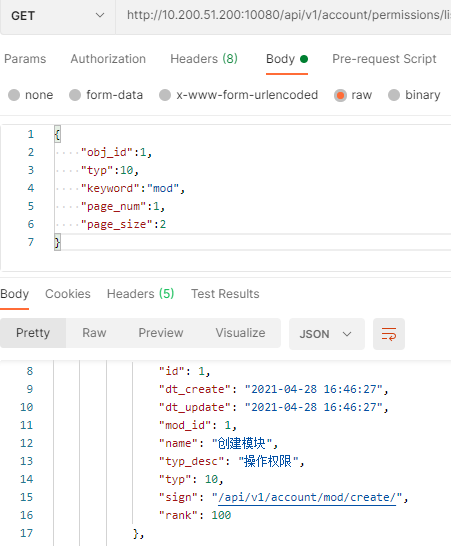 GET http://10.200.51.200:10080/api/v1/account/permissions/lis
Params Authorization Headers (8) Body Pre-request Script
none form-data x-www-form-urlencoded raw binary
1 {
2 "obj_id":1,
3 "typ":10,
4 "keyword":"mod",
5 "page_num":1,
6 "page_size":2
7 }
Body Cookies Headers (5) Test Results
Pretty Raw Preview Visualize JSON
8 "id": 1,
9 "dt_create": "2021-04-28 16:46:27",
10 "dt_update": "2021-04-28 16:46:27",
11 "mod_id": 1,
12 "name": "创建模块",
13 "typ_desc": "操作权限",
14 "typ": 10,
15 "sign": "/api/v1/account/mod/create/",
16 "rank": 100
17 },